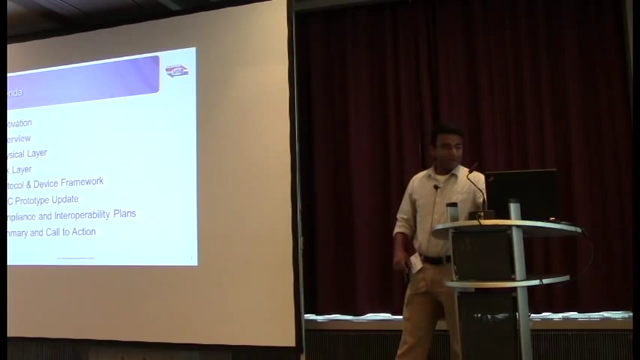 enda
ovation
erview
ysical Layer
k Layer
otocol & Device Framework
C Prototype Update
mpliance and Interoperability Plans
mmary and Call to Action